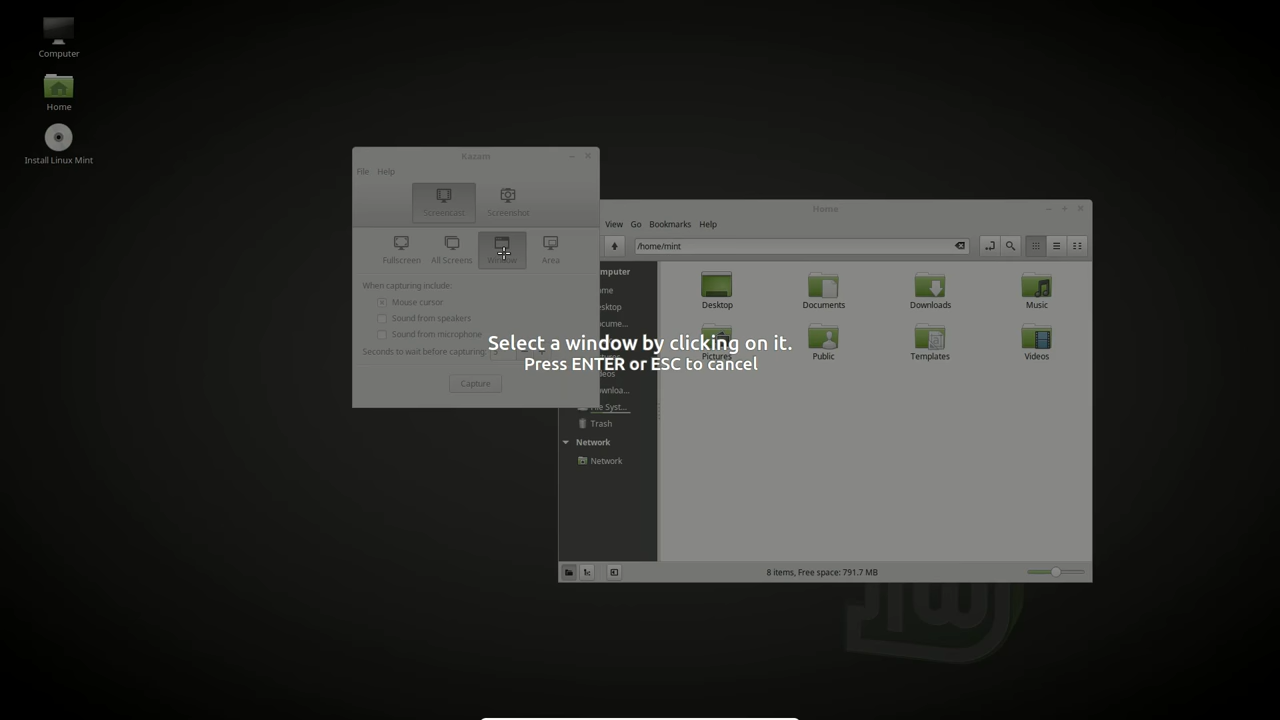 Computer
Home
Install Linux Mint
Kazam
File Help
Screencast Screenshot
Fullscreen All Screens Window Area
When capturing include:
Mouse cursor
Sound from speakers
Sound from microphone
Seconds to wait before capturing:
Capture
Home
View Go Bookmarks Help
/home/mint
Desktop Documents Downloads Music
Pictures Public Templates Videos
Trash
Network
Network
8 items, Free space: 791.7 MB
Select a window by clicking on it.
Press ENTER or ESC to cancel